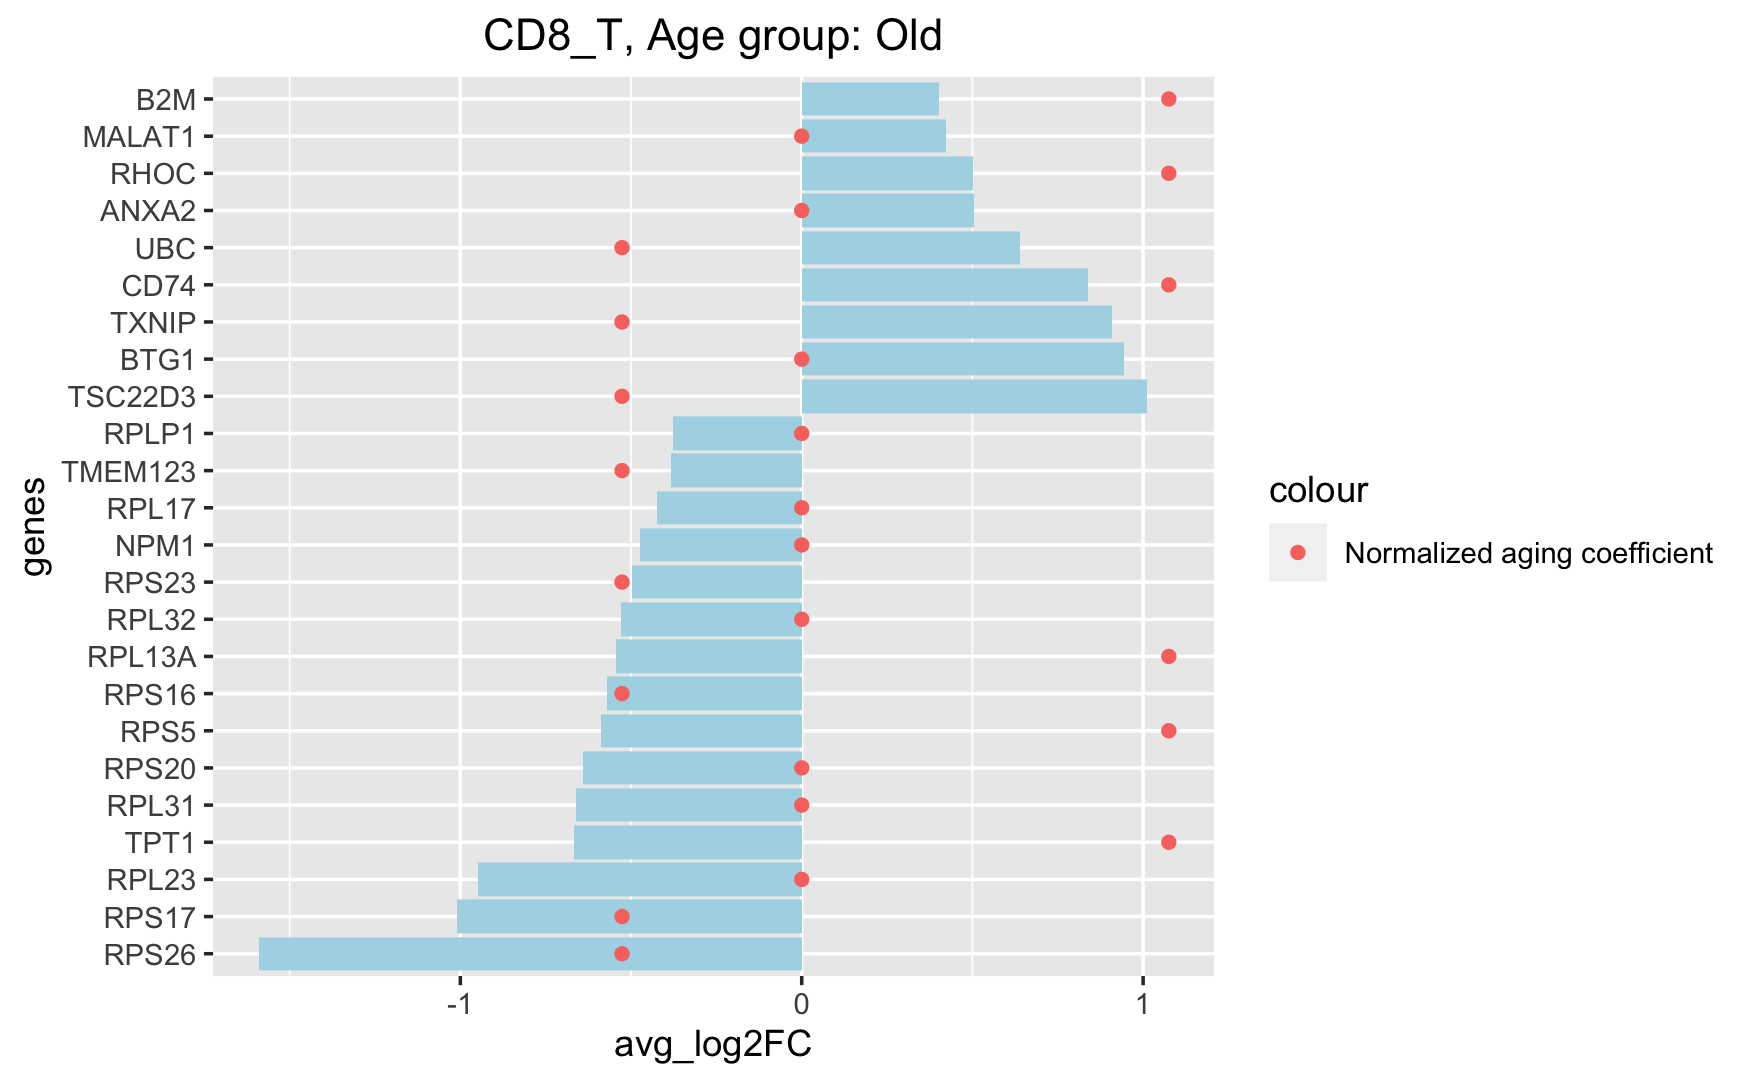 CD8_T, Age group: Old
genes
B2M
MALAT1
RHOC
ANXA2
UBC
CD74
TXNIP
BTG1
TSC22D3
RPLP1
TMEM123
RPL17
NPM1
RPS23
RPL32
RPL13A
RPS16
RPS5
RPS20
RPL31
TPT1
RPL23
RPS17
RPS26
-1
0
1
avg_log2FC
colour
Normalized aging coefficient